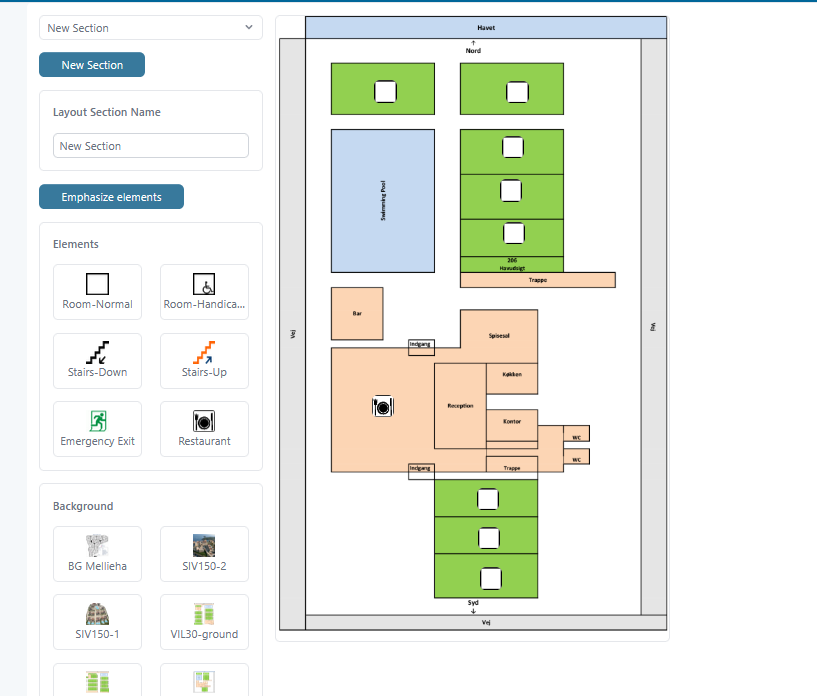 New Section
New Section
Layout Section Name
New Section
Emphasize elements
Elements
Room-Normal
Room-Handica...
Stairs-Down
Stairs-Up
Emergency Exit
Restaurant
Background
BG Mellieha
SIV150-2
SIV150-1
VIL30-ground
Havet
Nord
Swimming Pool
206
Havudsigt
Trappe
Bar
Vej
Vej
Indgang
Spisesal
Køkken
Reception
Kontor
WC
WC
Indgang
Trappe
Syd
Vej